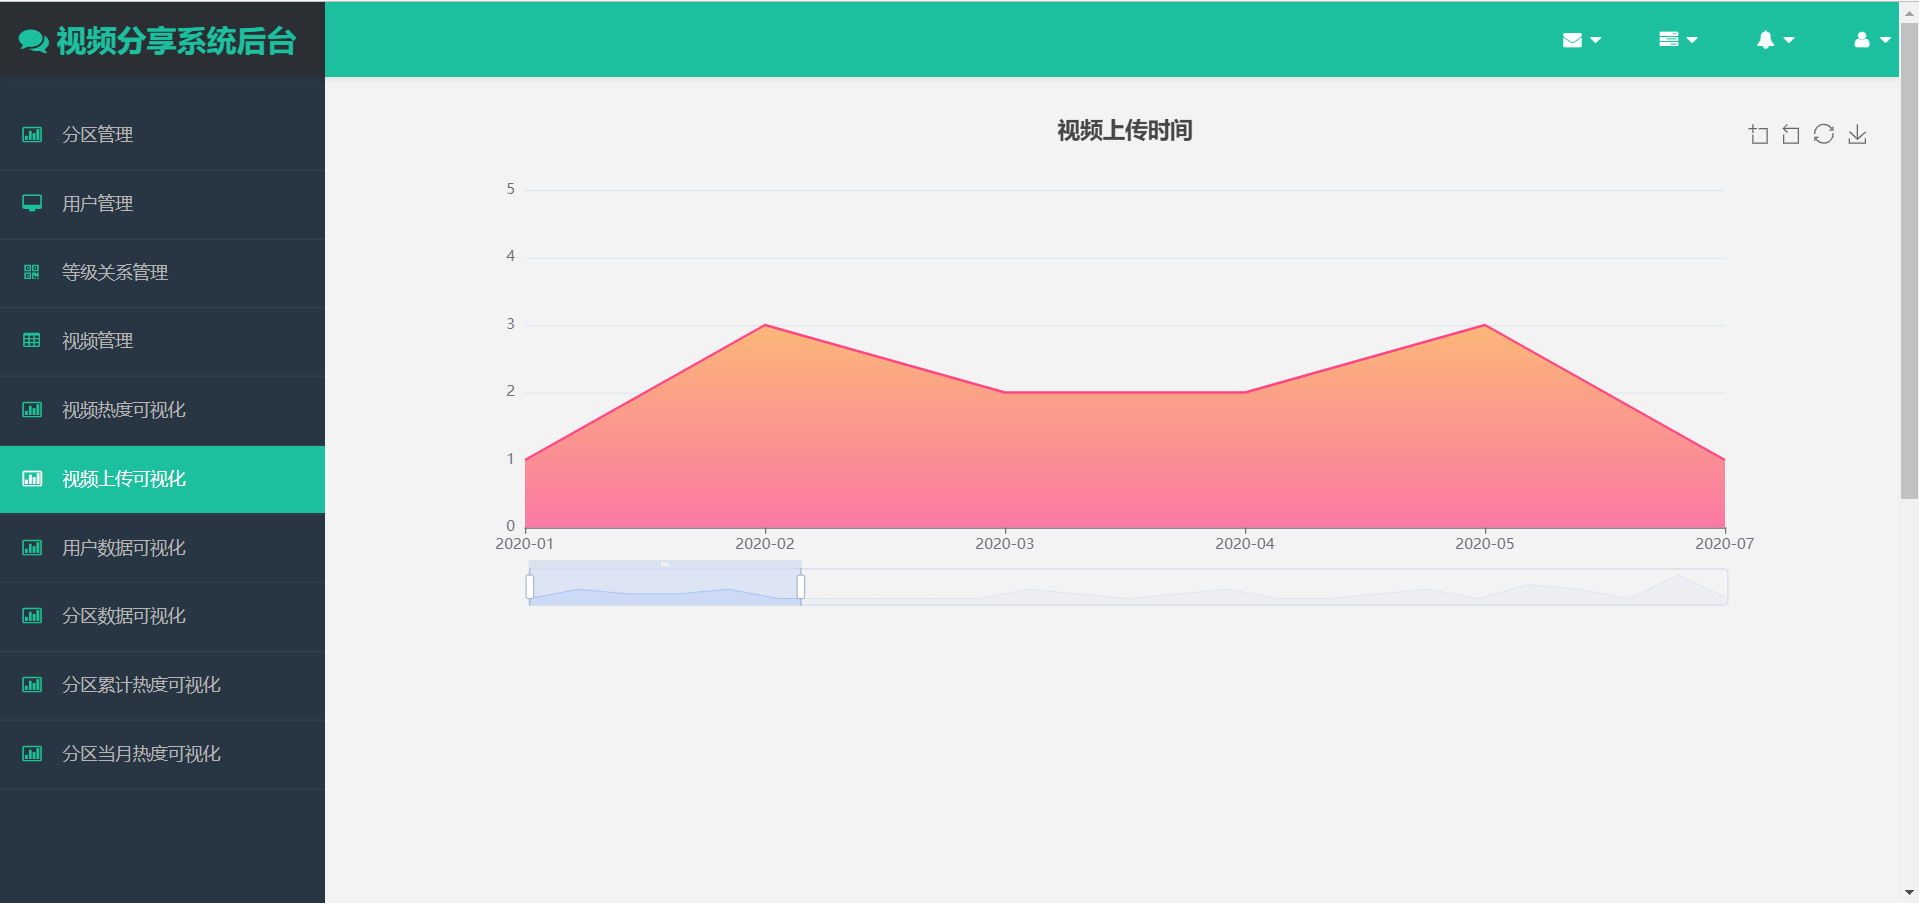 视频分享系统后台
分区管理
用户管理
等级关系管理
视频管理
视频热度可视化
视频上传可视化
用户数据可视化
分区数据可视化
分区累计热度可视化
分区当月热度可视化
视频上传时间
5
4
3
2
1
0
2020-01 2020-02 2020-03 2020-04 2020-05 2020-07